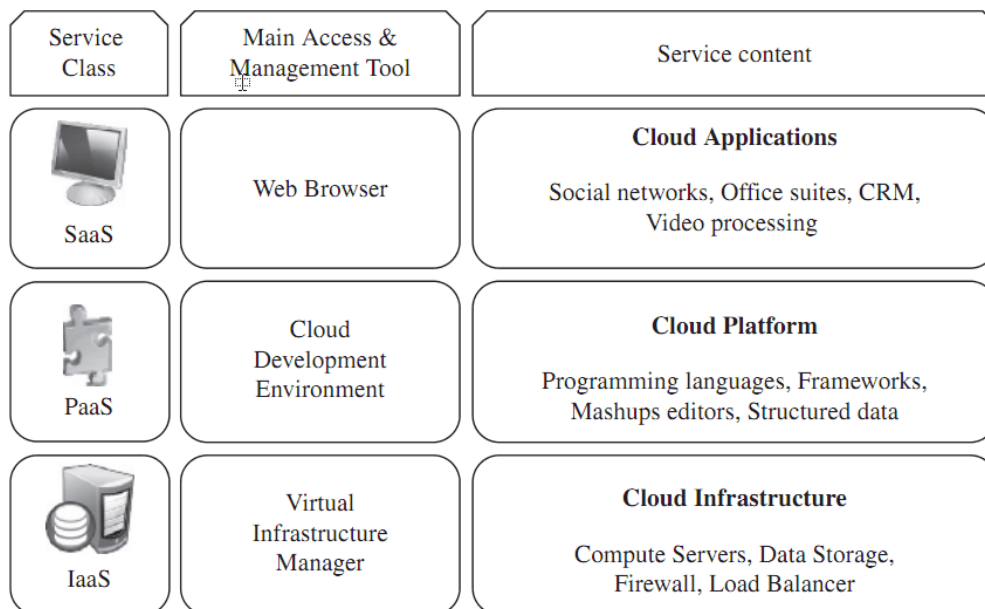 Service
Class
Main Access &
Management Tool
Service content
SaaS
Web Browser
Cloud Applications
Social networks, Office suites, CRM,
Video processing
PaaS
Cloud
Development
Environment
Cloud Platform
Programming languages, Frameworks,
Mashups editors, Structured data
IaaS
Virtual
Infrastructure
Manager
Cloud Infrastructure
Compute Servers, Data Storage,
Firewall, Load Balancer